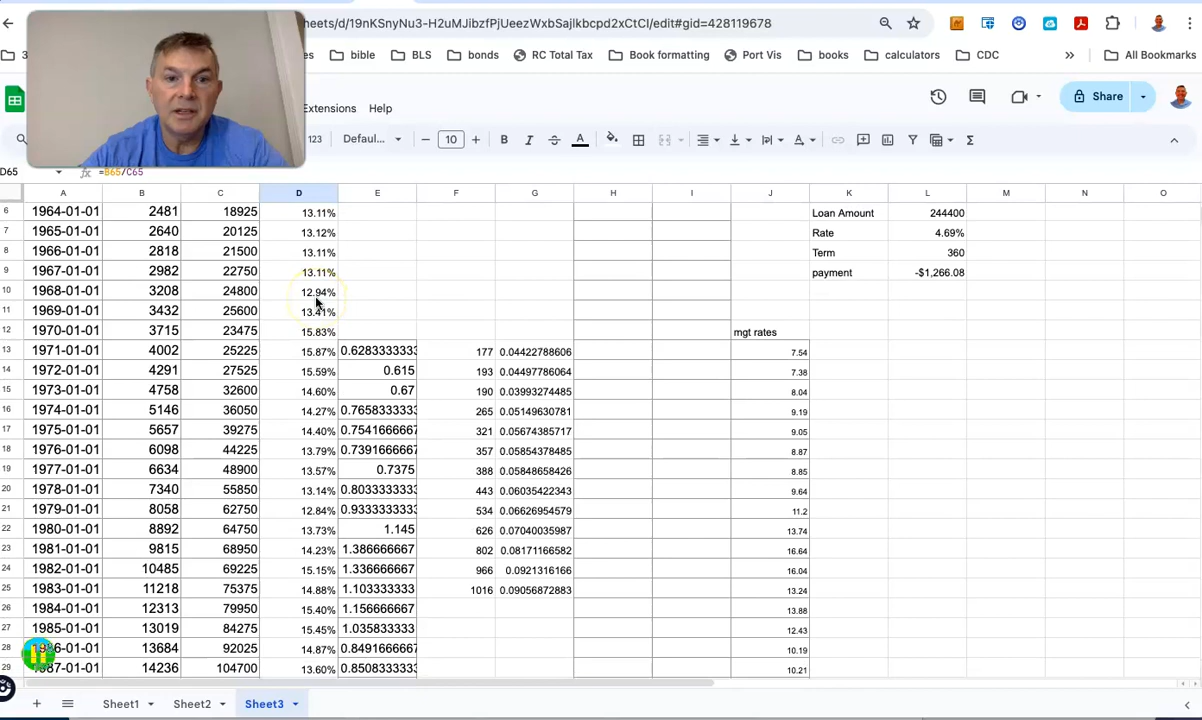 heets/d/19nKSnyNu3-H2uMJibzfPjUeezWxbSajlkbcpd2xCtCI/edit#gid=428119678
3 es bible BLS bonds RC Total Tax Book formatting Port Vis books calculators CDC » All Bookmarks
Extensions Help Share
123 Defaul... − 10 + B I A Σ
D65 fx =B65/C65
A B C D E F G H I J K L M N O
6 1964-01-01 2481 18925 13.11% Loan Amount 244400
7 1965-01-01 2640 20125 13.12% Rate 4.69%
8 1966-01-01 2818 21500 13.11% Term 360
9 1967-01-01 2982 22750 13.11% payment -$1,266.08
10 1968-01-01 3208 24800 12.94%
11 1969-01-01 3432 25600 13.41%
12 1970-01-01 3715 23475 15.83% mgt rates
13 1971-01-01 4002 25225 15.87% 0.6283333333 177 0.04422788606 7.54
14 1972-01-01 4291 27525 15.59% 0.615 193 0.04497786064 7.38
15 1973-01-01 4758 32600 14.60% 0.67 190 0.03993274485 8.04
16 1974-01-01 5146 36050 14.27% 0.7658333333 265 0.05149630781 9.19
17 1975-01-01 5657 39275 14.40% 0.7541666667 321 0.05674385717 9.05
18 1976-01-01 6098 44225 13.79% 0.7391666667 357 0.05854378485 8.87
19 1977-01-01 6634 48900 13.57% 0.7375 388 0.05848658426 8.85
20 1978-01-01 7340 55850 13.14% 0.8033333333 443 0.06035422343 9.64
21 1979-01-01 8058 62750 12.84% 0.9333333333 534 0.06626954579 11.2
22 1980-01-01 8892 64750 13.73% 1.145 626 0.07040035987 13.74
23 1981-01-01 9815 68950 14.23% 1.386666667 802 0.08171166582 16.64
24 1982-01-01 10485 69225 15.15% 1.336666667 966 0.0921316166 16.04
25 1983-01-01 11218 75375 14.88% 1.103333333 1016 0.09056872883 13.24
26 1984-01-01 12313 79950 15.40% 1.156666667 13.88
27 1985-01-01 13019 84275 15.45% 1.035833333 12.43
28 1986-01-01 13684 92025 14.87% 0.8491666667 10.19
29 1987-01-01 14236 104700 13.60% 0.8508333333 10.21
+ Sheet1 Sheet2 Sheet3